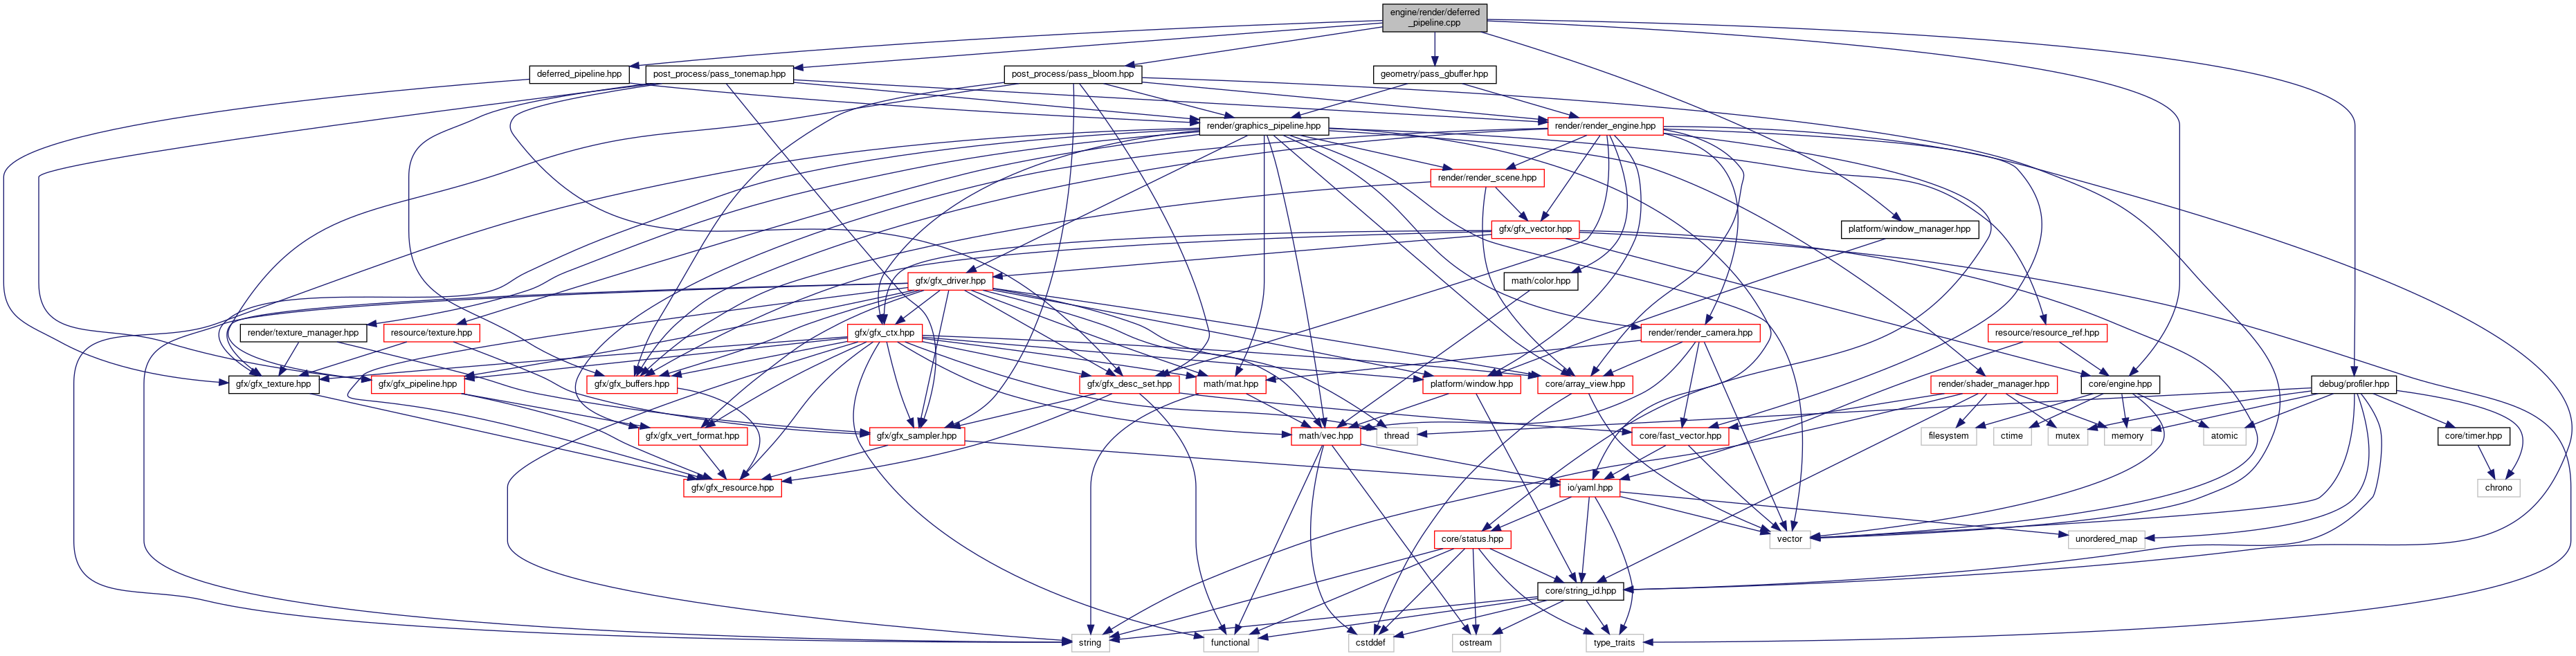 engine/render/deferred
_pipeline.cpp
deferred_pipeline.hpp
post_process/pass_tonemap.hpp
post_process/pass_bloom.hpp
geometry/pass_gbuffer.hpp
render/graphics_pipeline.hpp
render/render_engine.hpp
render/render_scene.hpp
gfx/gfx_vector.hpp
platform/window_manager.hpp
gfx/gfx_driver.hpp
math/color.hpp
render/texture_manager.hpp
resource/texture.hpp
gfx/gfx_ctx.hpp
render/render_camera.hpp
resource/resource_ref.hpp
gfx/gfx_texture.hpp
gfx/gfx_pipeline.hpp
gfx/gfx_buffers.hpp
gfx/gfx_desc_set.hpp
math/mat.hpp
platform/window.hpp
core/array_view.hpp
render/shader_manager.hpp
core/engine.hpp
debug/profiler.hpp
gfx/gfx_vert_format.hpp
gfx/gfx_sampler.hpp
math/vec.hpp
thread
core/fast_vector.hpp
filesystem
ctime
mutex
memory
atomic
core/timer.hpp
gfx/gfx_resource.hpp
io/yaml.hpp
chrono
core/status.hpp
vector
unordered_map
core/string_id.hpp
string
functional
cstddef
ostream
type_traits